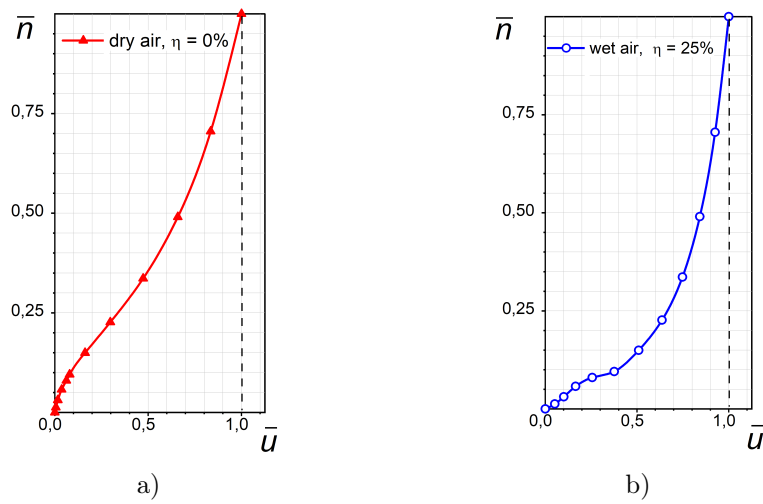 n̅
dry air, η = 0%
0,75
0,50
0,25
0,0
0,5
1,0
u̅
a)
n̅
wet air, η = 25%
0,75
0,50
0,25
0,0
0,5
1,0
u̅
b)